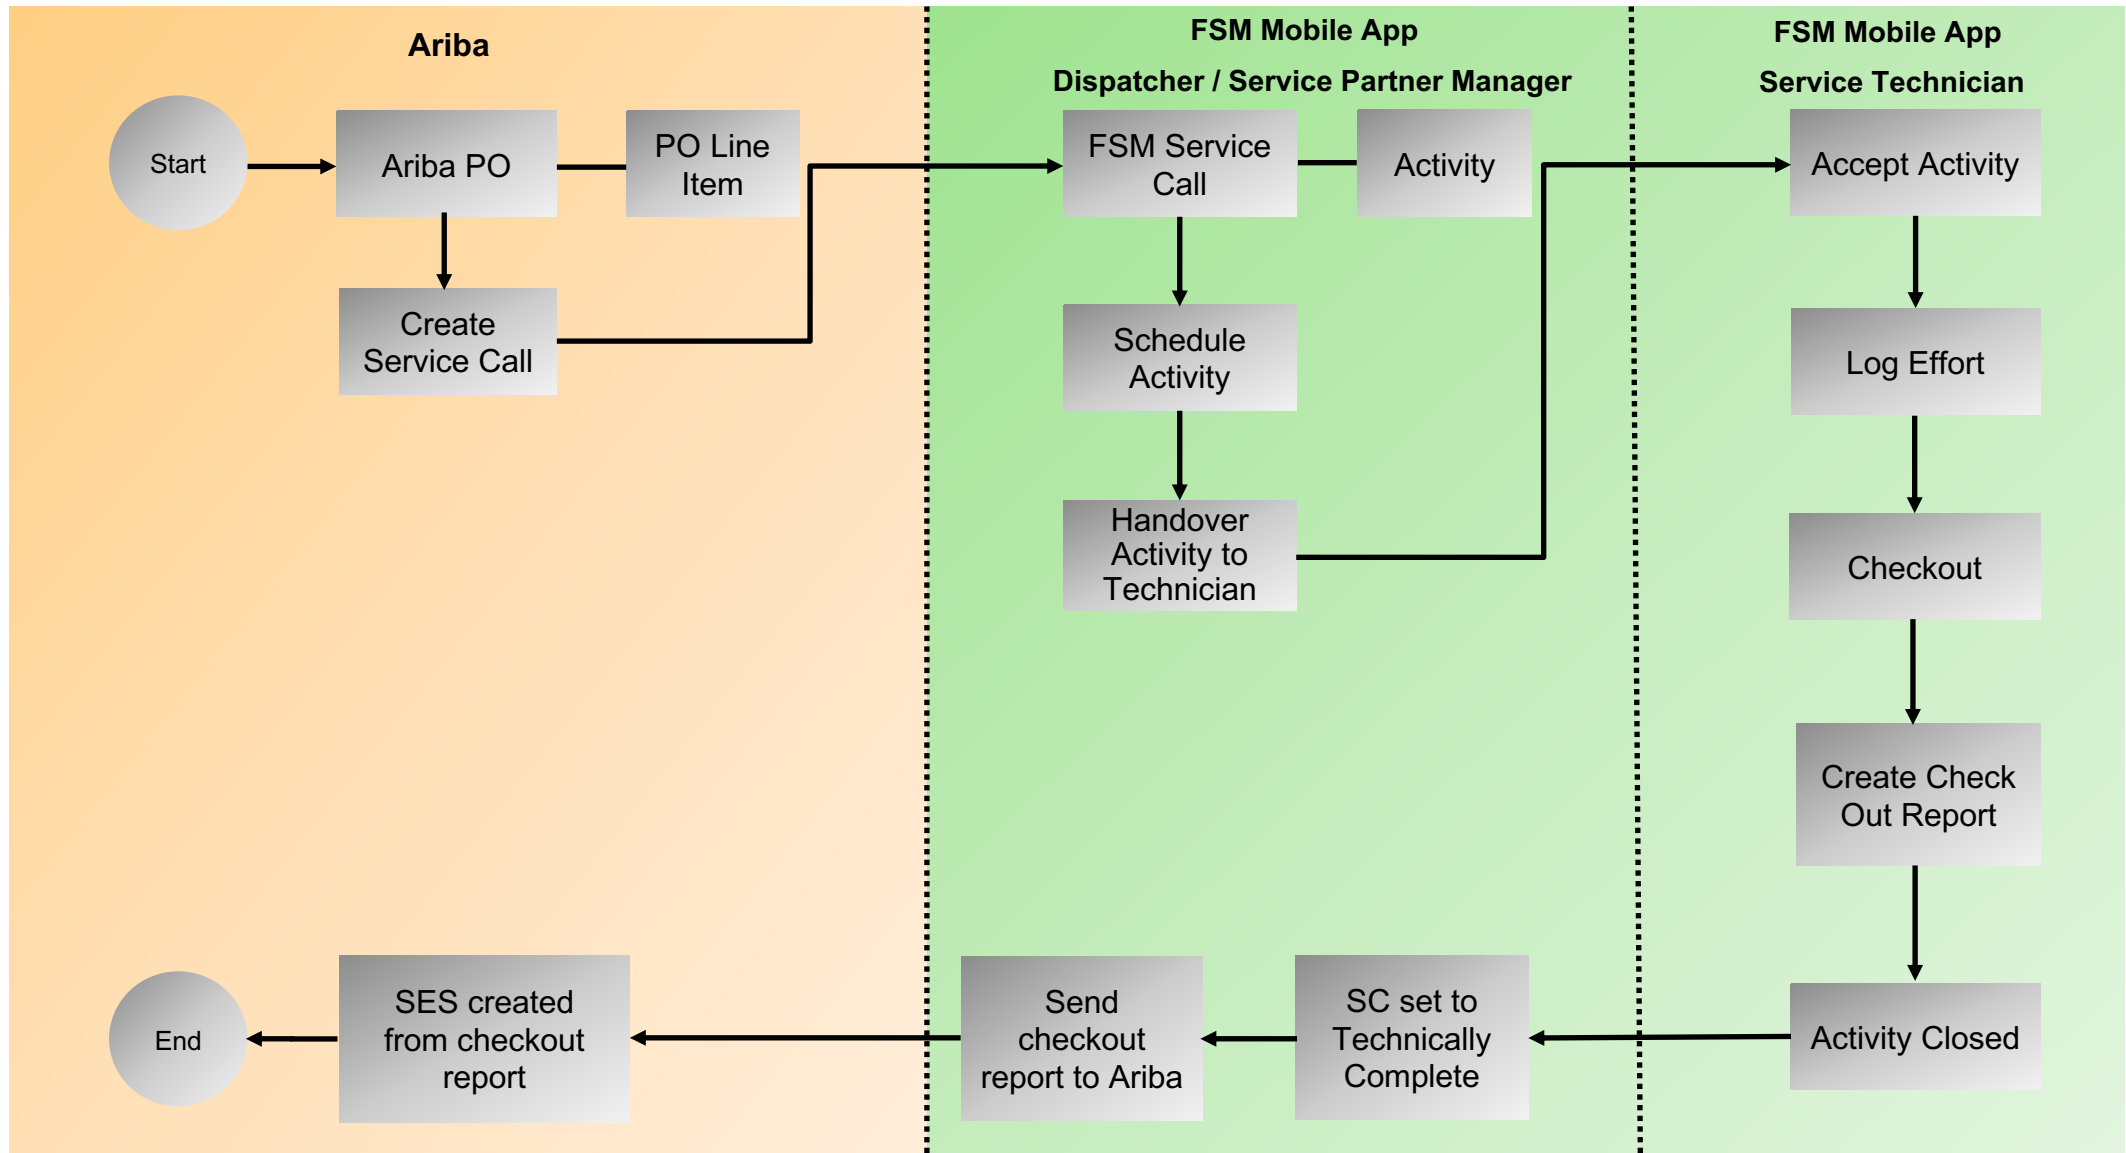 Ariba
FSM Mobile App
Dispatcher / Service Partner Manager
FSM Mobile App
Service Technician
Start
Ariba PO
PO Line
Item
Create
Service Call
FSM Service
Call
Activity
Schedule
Activity
Handover
Activity to
Technician
Accept Activity
Log Effort
Checkout
Create Check
Out Report
Activity Closed
SC set to
Technically
Complete
Send
checkout
report to Ariba
SES created
from checkout
report
End